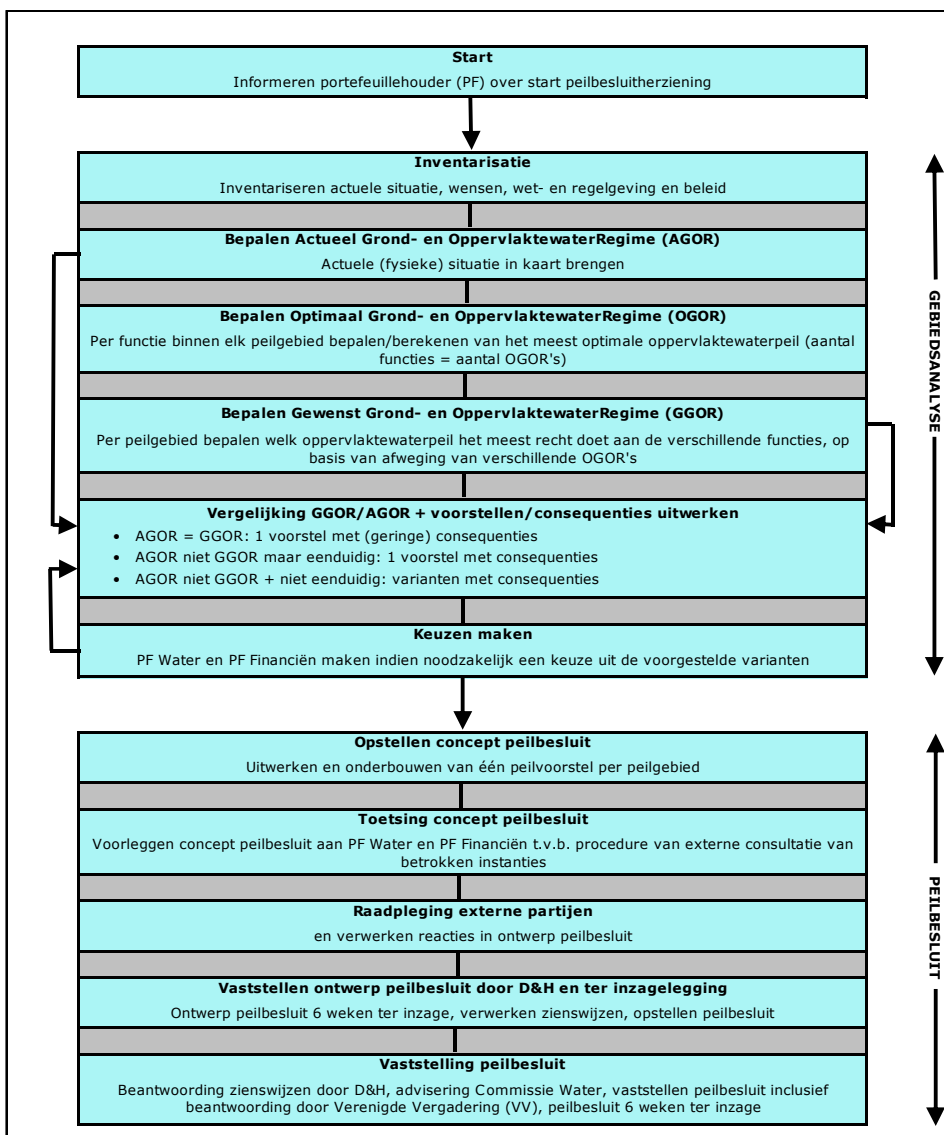 Start
Informeren portefeuillehouder (PF) over start peilbesluitherziening
Inventarisatie
Inventariseren actuele situatie, wensen, wet- en regelgeving en beleid
Bepalen Actueel Grond- en OppervlaktewaterRegime (AGOR)
Actuele (fysieke) situatie in kaart brengen
Bepalen Optimaal Grond- en OppervlaktewaterRegime (OGOR)
Per functie binnen elk peilgebied bepalen/berekenen van het meest optimale oppervlaktewaterpeil (aantal
functies = aantal OGOR's)
Bepalen Gewenst Grond- en OppervlaktewaterRegime (GGOR)
Per peilgebied bepalen welk oppervlaktewaterpeil het meest recht doet aan de verschillende functies, op
basis van afweging van verschillende OGOR's
Vergelijking GGOR/AGOR + voorstellen/consequenties uitwerken
• AGOR = GGOR: 1 voorstel met (geringe) consequenties
• AGOR niet GGOR maar eenduidig: 1 voorstel met consequenties
• AGOR niet GGOR + niet eenduidig: varianten met consequenties
Keuzen maken
PF Water en PF Financiën maken indien noodzakelijk een keuze uit de voorgestelde varianten
GEBIEDSANALYSE
Opstellen concept peilbesluit
Uitwerken en onderbouwen van één peilvoorstel per peilgebied
Toetsing concept peilbesluit
Voorleggen concept peilbesluit aan PF Water en PF Financiën t.v.b. procedure van externe consultatie van
betrokken instanties
Raadpleging externe partijen
en verwerken reacties in ontwerp peilbesluit
Vaststellen ontwerp peilbesluit door D&H en ter inzagelegging
Ontwerp peilbesluit 6 weken ter inzage, verwerken zienswijzen, opstellen peilbesluit
Vaststelling peilbesluit
Beantwoording zienswijzen door D&H, advisering Commissie Water, vaststellen peilbesluit inclusief
beantwoording door Verenigde Vergadering (VV), peilbesluit 6 weken ter inzage
PEILBESLUIT